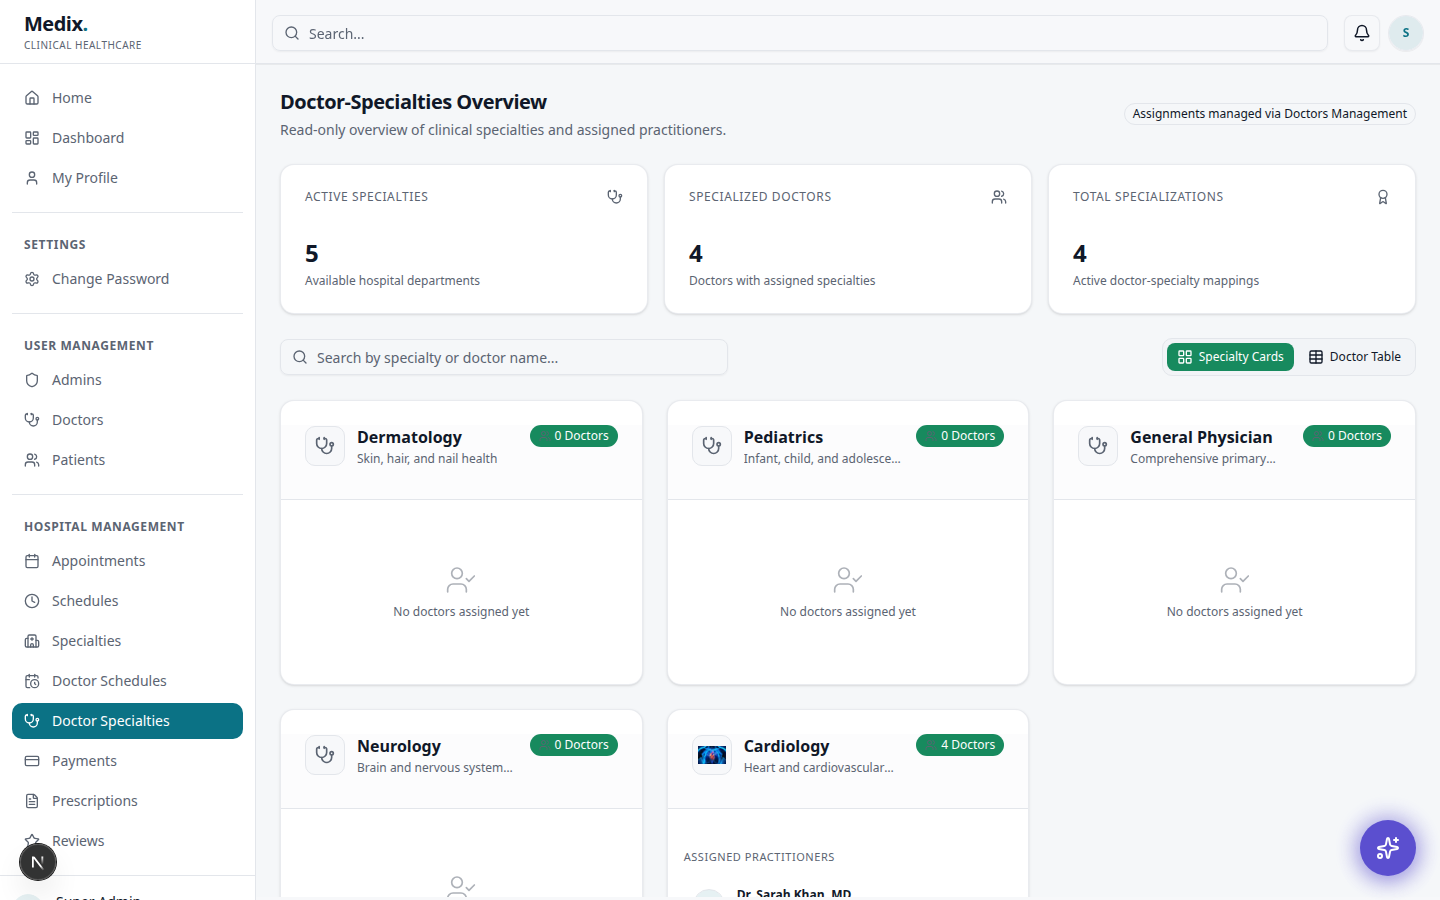 Medix.
CLINICAL HEALTHCARE
Search...
S
Home
Dashboard
My Profile
SETTINGS
Change Password
USER MANAGEMENT
Admins
Doctors
Patients
HOSPITAL MANAGEMENT
Appointments
Schedules
Specialties
Doctor Schedules
Doctor Specialties
Payments
Prescriptions
Reviews
N
Super Admin
Doctor-Specialties Overview
Read-only overview of clinical specialties and assigned practitioners.
Assignments managed via Doctors Management
ACTIVE SPECIALTIES
5
Available hospital departments
SPECIALIZED DOCTORS
4
Doctors with assigned specialties
TOTAL SPECIALIZATIONS
4
Active doctor-specialty mappings
Search by specialty or doctor name...
Specialty Cards
Doctor Table
Dermatology
0 Doctors
Skin, hair, and nail health
No doctors assigned yet
Pediatrics
0 Doctors
Infant, child, and adolesce...
No doctors assigned yet
General Physician
0 Doctors
Comprehensive primary...
No doctors assigned yet
Neurology
0 Doctors
Brain and nervous system...
Cardiology
4 Doctors
Heart and cardiovascular...
ASSIGNED PRACTITIONERS
Dr. Sarah Khan, MD